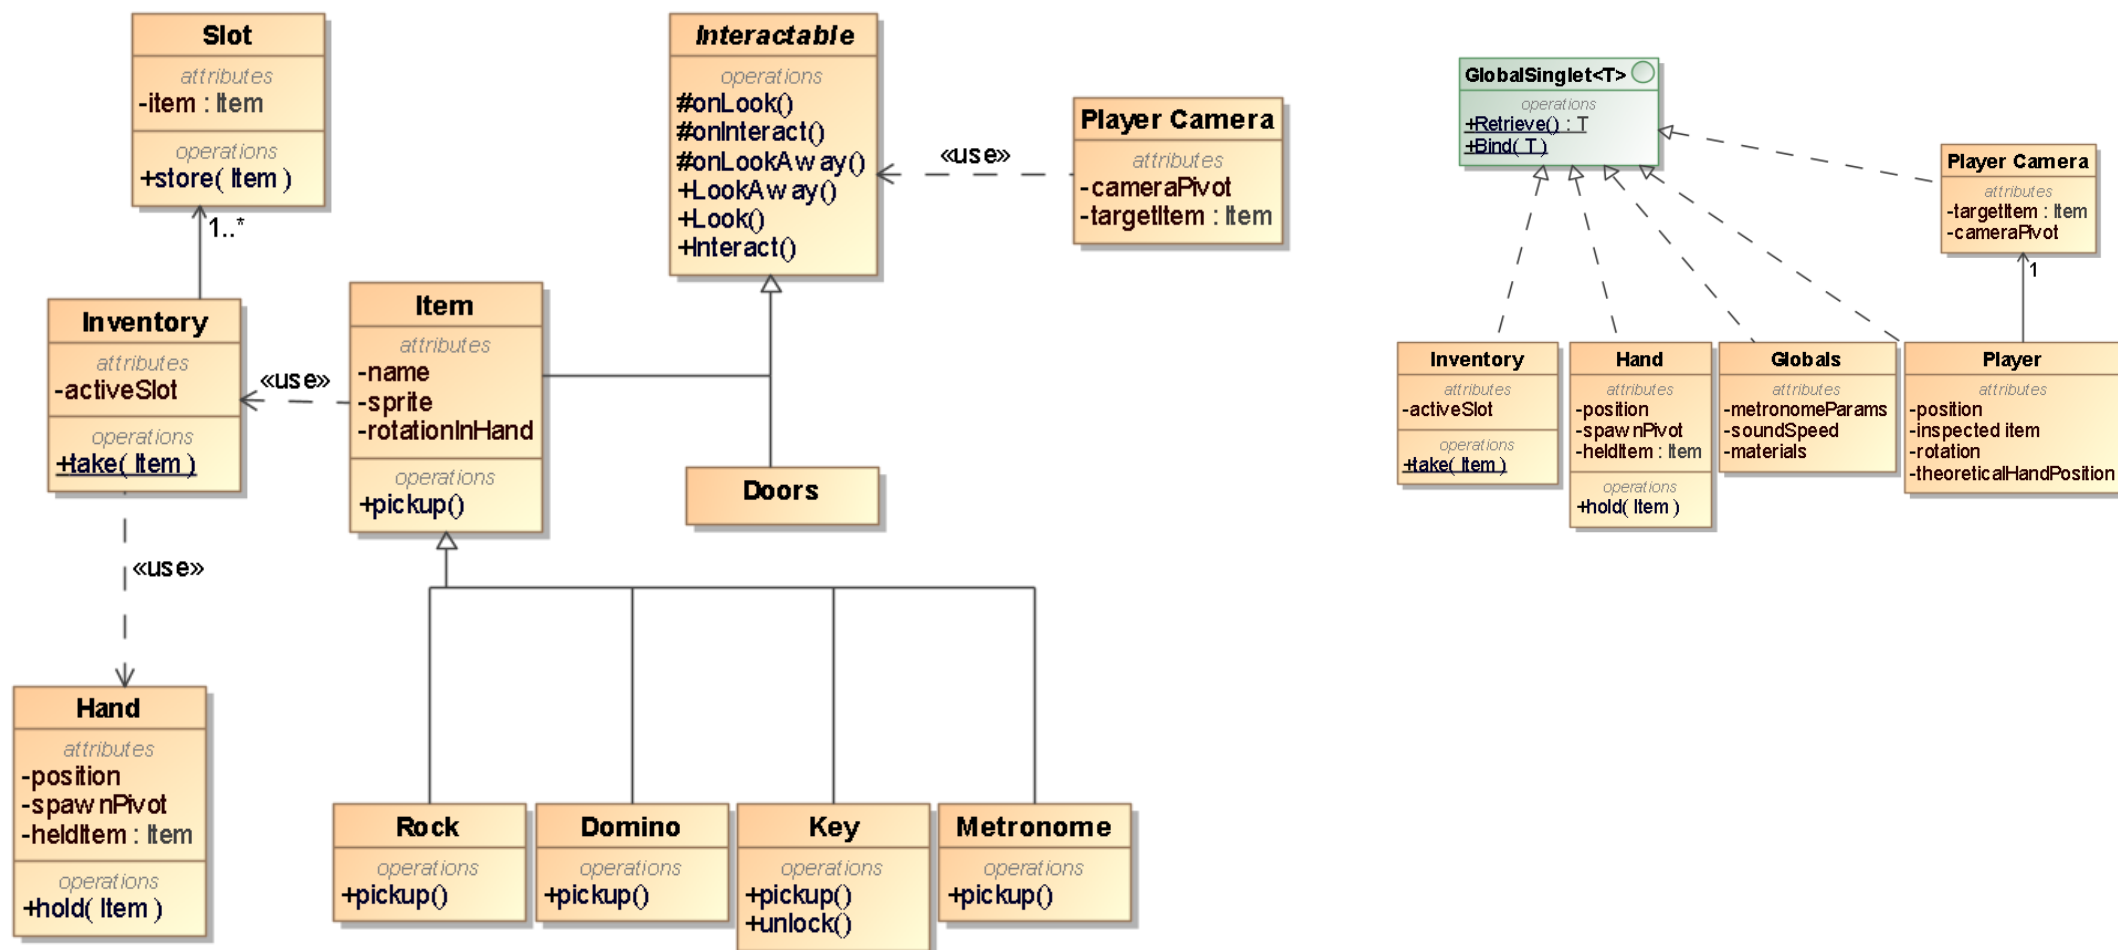 Slot
attributes
-item : Item
operations
+store( Item )
1..*
Interactable
operations
#onLook()
#onInteract()
#onLookAway()
+LookAway()
+Look()
+Interact()
«use»
Player Camera
attributes
-cameraPivot
-targetItem : Item
Inventory
attributes
-activeSlot
operations
+take( Item )
«use»
Item
attributes
-name
-sprite
-rotationInHand
operations
+pickup()
Doors
«use»
Hand
attributes
-position
-spawnPivot
-heldItem : Item
operations
+hold( Item )
Rock
operations
+pickup()
Domino
operations
+pickup()
Key
operations
+pickup()
+unlock()
Metronome
operations
+pickup()
GlobalSinglet<T>
operations
+Retrieve() : T
+Bind( T )
Player Camera
attributes
-targetItem : Item
-cameraPivot
1
Inventory
attributes
-activeSlot
operations
+take( Item )
Hand
attributes
-position
-spawnPivot
-heldItem : Item
operations
+hold( Item )
Globals
attributes
-metronomeParams
-soundSpeed
-materials
Player
attributes
-position
-inspected item
-rotation
-theoreticalHandPosition